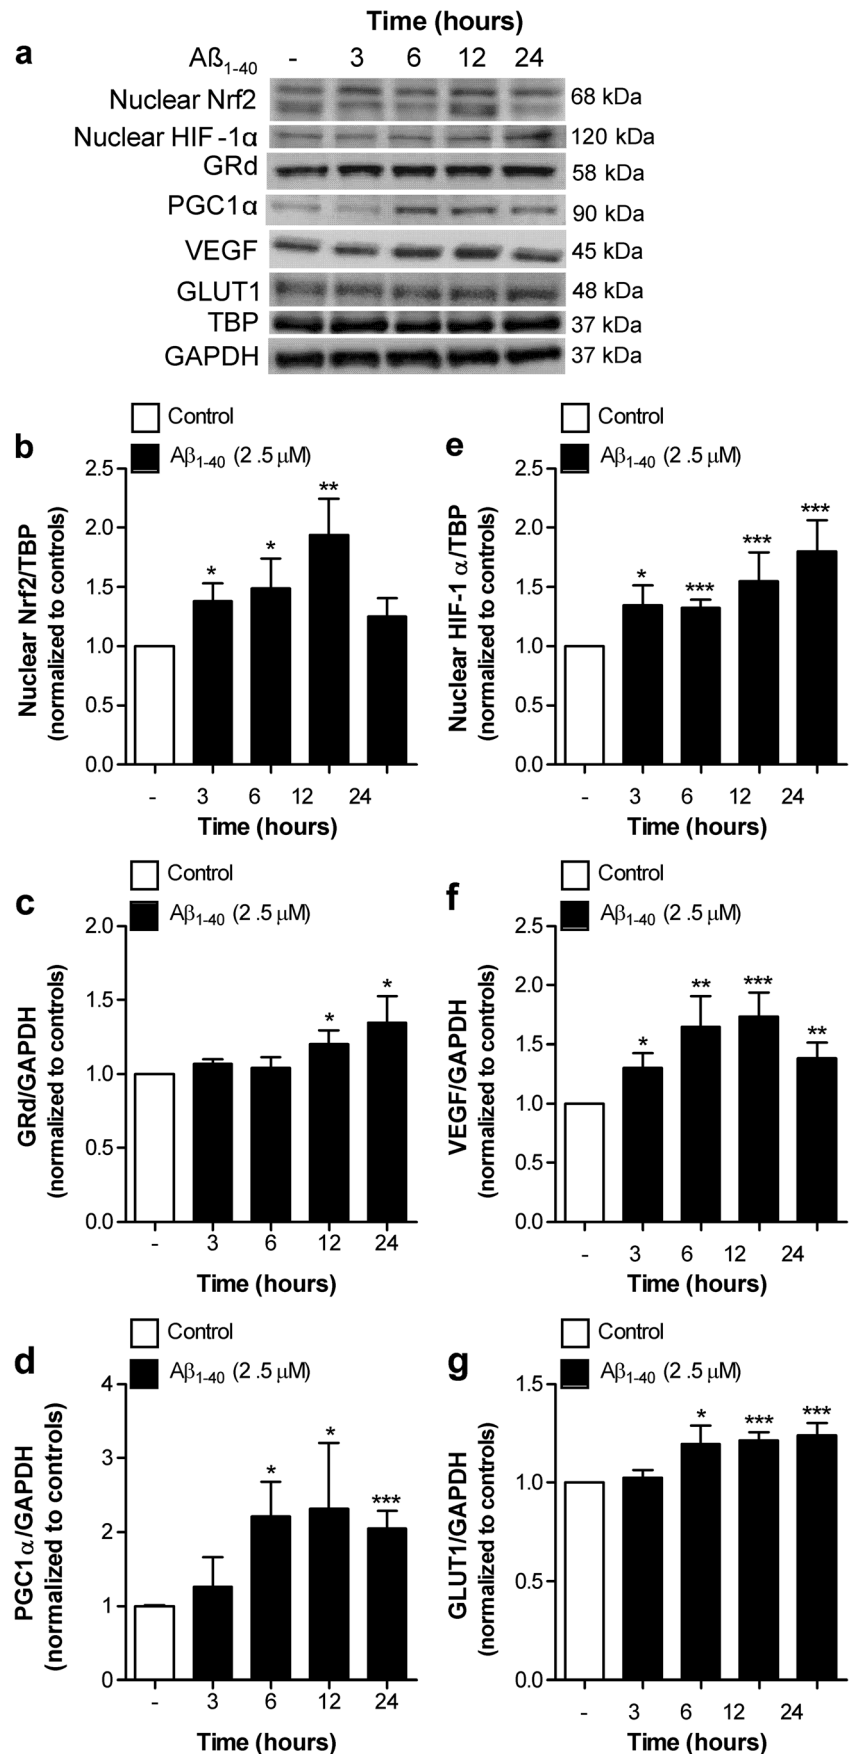 Time (hours)
a
Aß1-40 - 3 6 12 24
Nuclear Nrf2 68 kDa
Nuclear HIF-1α 120 kDa
GRd 58 kDa
PGC1α 90 kDa
VEGF 45 kDa
GLUT1 48 kDa
TBP 37 kDa
GAPDH 37 kDa
b
Control
Aβ1-40 (2.5 µM)
Nuclear Nrf2/TBP
(normalized to controls)
2.5
2.0
1.5
1.0
0.5
0.0
* * **
- 3 6 12 24
Time (hours)
e
Control
Aβ1-40 (2.5 µM)
Nuclear HIF-1 α/TBP
(normalized to controls)
2.5
2.0
1.5
1.0
0.5
0.0
* *** *** ***
- 3 6 12 24
Time (hours)
c
Control
Aβ1-40 (2.5 µM)
GRd/GAPDH
(normalized to controls)
2.0
1.5
1.0
0.5
0.0
* *
- 3 6 12 24
Time (hours)
f
Control
Aβ1-40 (2.5 µM)
VEGF/GAPDH
(normalized to controls)
2.5
2.0
1.5
1.0
0.5
0.0
* ** *** **
- 3 6 12 24
Time (hours)
d
Control
Aβ1-40 (2.5 µM)
PGC1α/GAPDH
(normalized to controls)
4
3
2
1
0
* * ***
- 3 6 12 24
Time (hours)
g
Control
Aβ1-40 (2.5 µM)
GLUT1/GAPDH
(normalized to controls)
1.5
1.0
0.5
0.0
* *** ***
- 3 6 12 24
Time (hours)